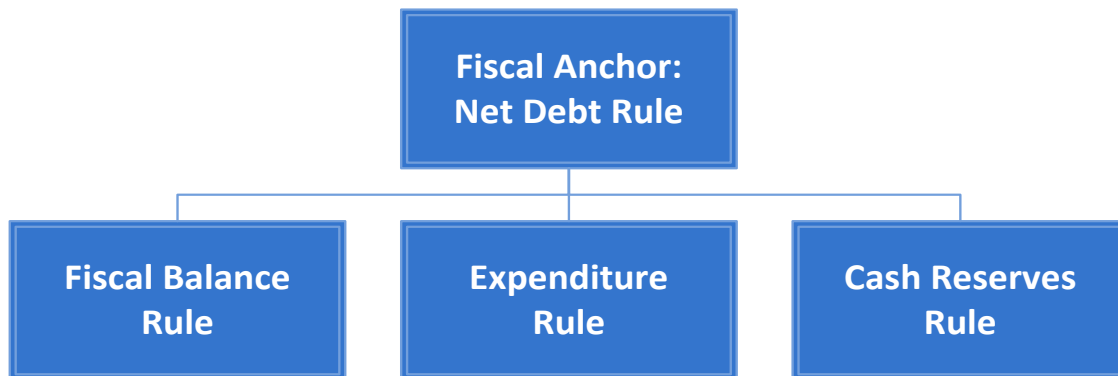 Fiscal Anchor:
Net Debt Rule
Fiscal Balance
Rule
Expenditure
Rule
Cash Reserves
Rule